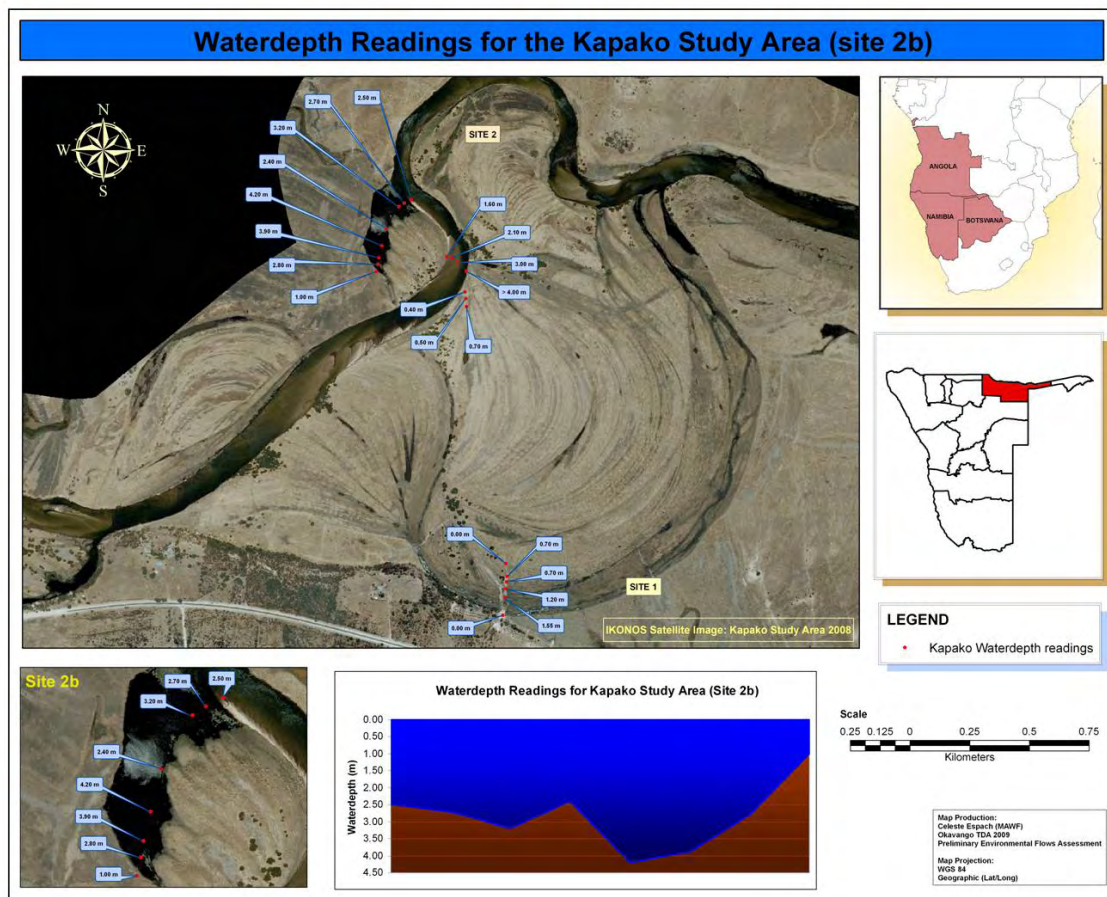 Waterdepth Readings for the Kapako Study Area (site 2b)
N
W E
S
2.50 m
2.70 m
3.20 m
2.40 m
4.20 m
3.90 m
2.80 m
1.00 m
SITE 2
1.60 m
2.10 m
3.00 m
> 4.00 m
0.40 m
0.50 m
0.70 m
0.00 m
0.70 m
0.70 m
1.20 m
1.55 m
0.00 m
SITE 1
IKONOS Satellite Image: Kapako Study Area 2008
ANGOLA
NAMIBIA
BOTSWANA
LEGEND
Kapako Waterdepth readings
Site 2b
2.70 m
2.50 m
3.20 m
2.40 m
4.20 m
3.90 m
2.80 m
1.00 m
Waterdepth Readings for Kapako Study Area (Site 2b)
Waterdepth (m)
0.00
0.50
1.00
1.50
2.00
2.50
3.00
3.50
4.00
4.50
Scale
0.25 0.125 0 0.25 0.5 0.75
Kilometers
Map Production:
Celeste Espach (MAWF)
Okavango TDA 2009
Preliminary Environmental Flows Assessment
Map Projection:
WGS 84
Geographic (Lat/Long)